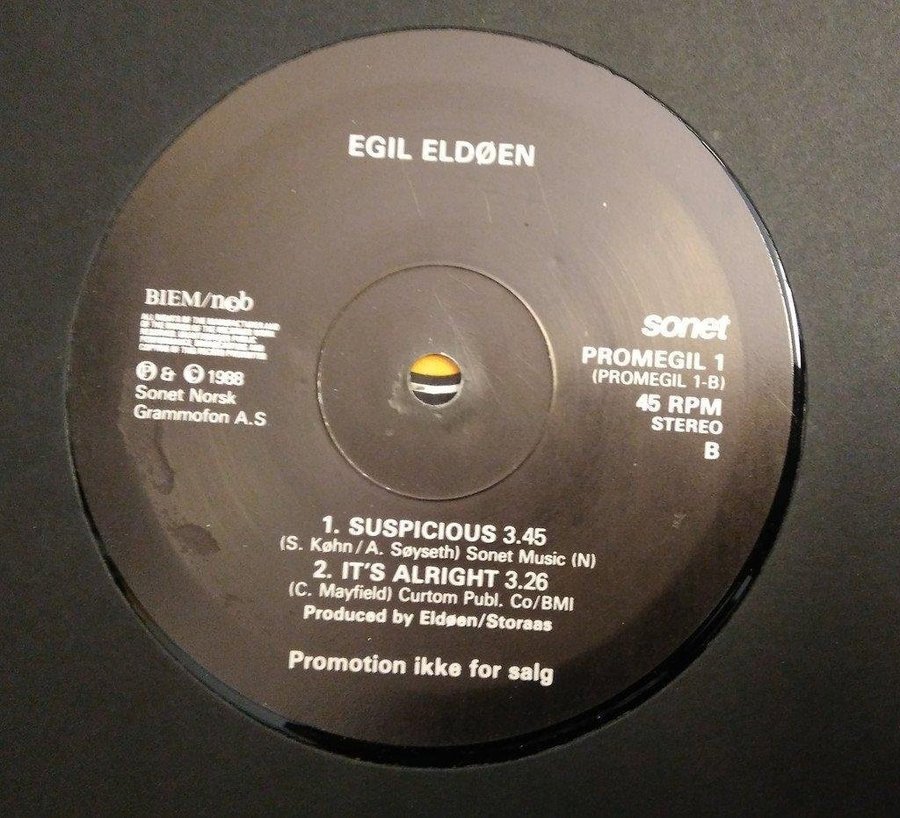 EGIL ELDØEN
BIEM/ncb
℗ & © 1988
Sonet Norsk
Grammofon A.S
sonet
PROMEGIL 1
(PROMEGIL 1-B)
45 RPM
STEREO
B
1. SUSPICIOUS 3.45
(S. Køhn/A. Søyseth) Sonet Music (N)
2. IT'S ALRIGHT 3.26
(C. Mayfield) Curtom Publ. Co/BMI
Produced by Eldøen/Storaas
Promotion ikke for salg